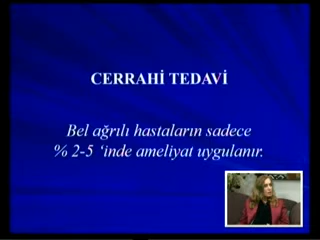 CERRAHİ TEDAVİ
Bel ağrılı hastaların sadece
% 2-5 ‘inde ameliyat uygulanır.